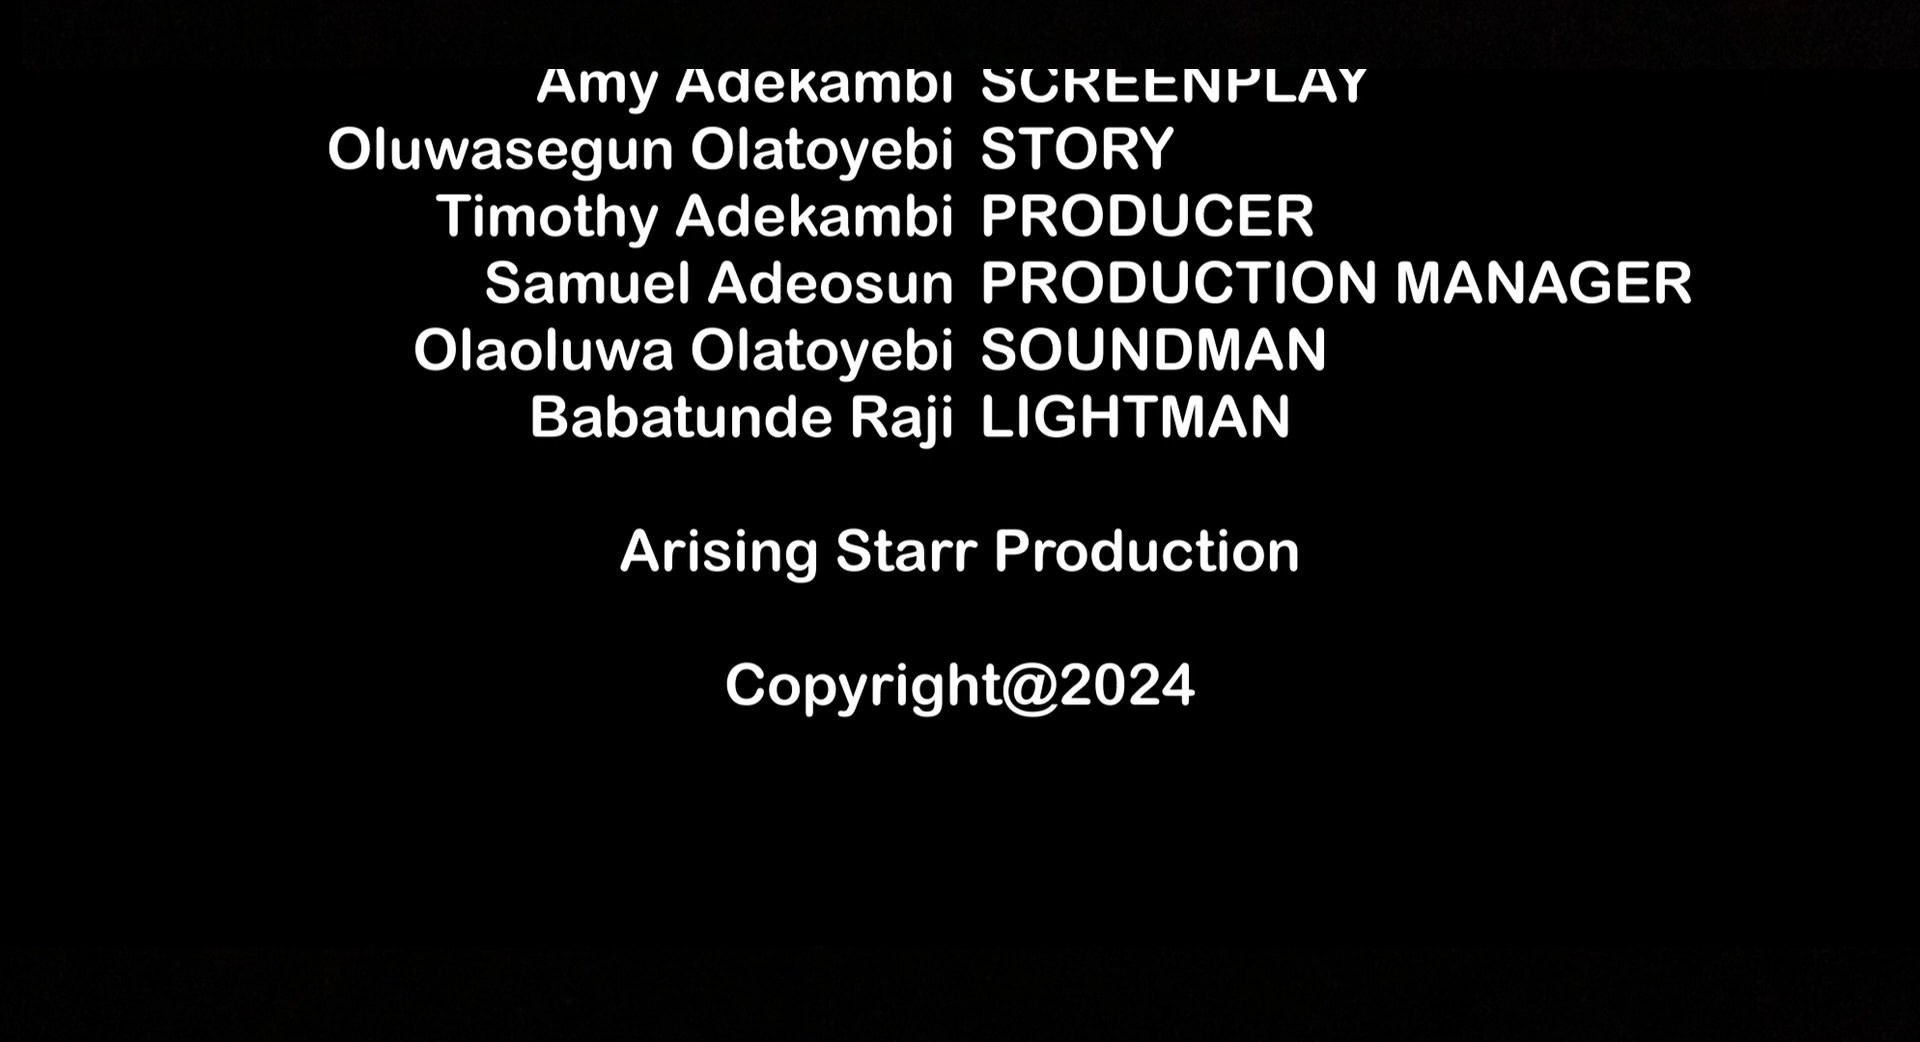 Amy Adekambi SCREENPLAY
Oluwasegun Olatoyebi STORY
Timothy Adekambi PRODUCER
Samuel Adeosun PRODUCTION MANAGER
Olaoluwa Olatoyebi SOUNDMAN
Babatunde Raji LIGHTMAN
Arising Starr Production
Copyright@2024